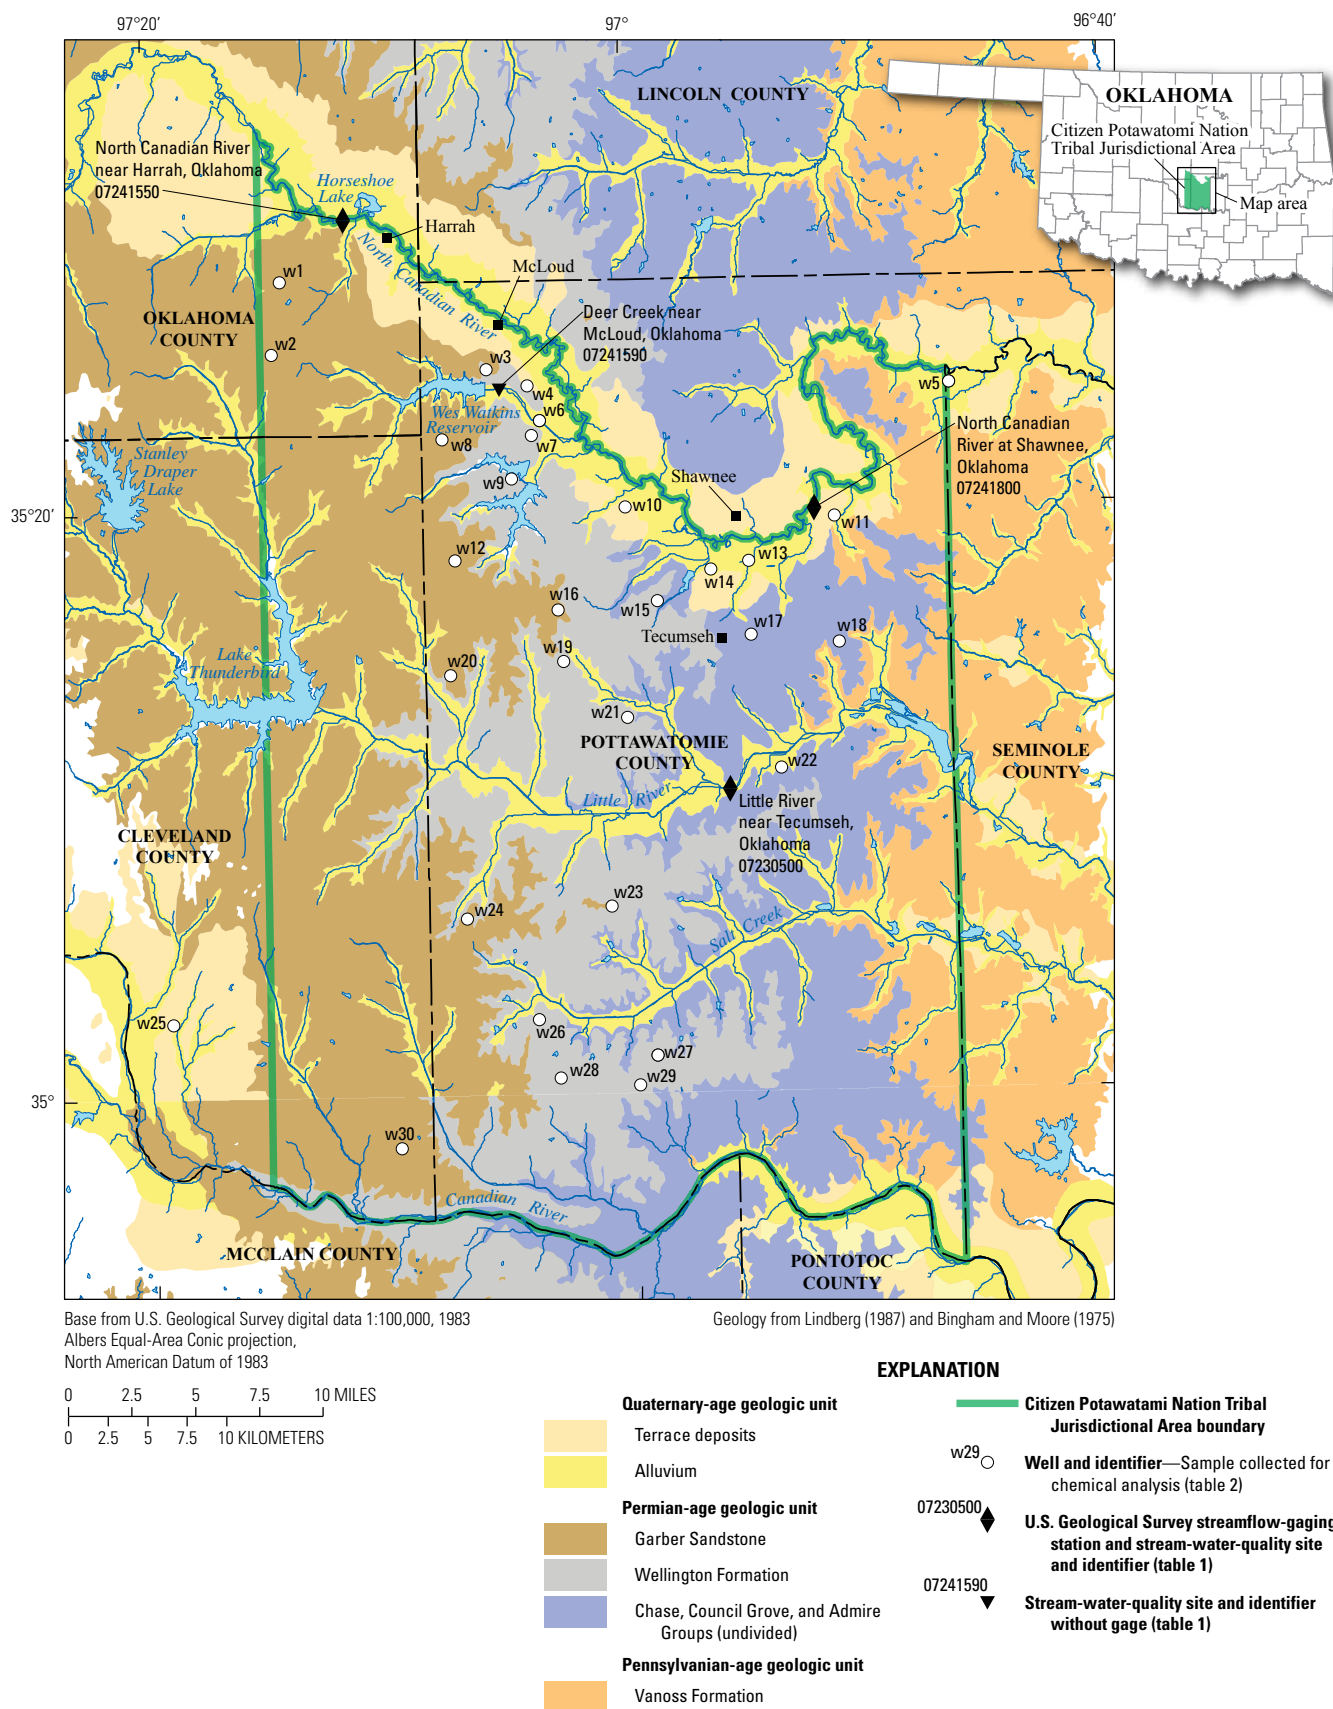 97°20′
97°
96°40′
LINCOLN COUNTY
OKLAHOMA
Citizen Potawatomi Nation
Tribal Jurisdictional Area
Map area
North Canadian River
near Harrah, Oklahoma
07241550
Horseshoe
Lake
Harrah
North Canadian River
McLoud
w1
Deer Creek near
McLoud, Oklahoma
07241590
OKLAHOMA
COUNTY
w2
w3
w4
w5
w6
Wes Watkins
Reservoir
w7
w8
North Canadian
River at Shawnee,
Oklahoma
07241800
Stanley
Draper
Lake
w9
Shawnee
w10
w11
35°20′
w12
w13
w14
w15
w16
w17
Tecumseh
w18
w19
w20
Lake
Thunderbird
w21
POTTAWATOMIE
COUNTY
SEMINOLE
COUNTY
w22
Little River
Little River
near Tecumseh,
Oklahoma
07230500
CLEVELAND
COUNTY
w23
w24
Salt Creek
w25
w26
w27
w28
w29
35°
w30
Canadian River
MCCLAIN COUNTY
PONTOTOC
COUNTY
Base from U.S. Geological Survey digital data 1:100,000, 1983
Albers Equal-Area Conic projection,
North American Datum of 1983
Geology from Lindberg (1987) and Bingham and Moore (1975)
0 2.5 5 7.5 10 MILES
0 2.5 5 7.5 10 KILOMETERS
EXPLANATION
Quaternary-age geologic unit
Terrace deposits
Alluvium
Permian-age geologic unit
Garber Sandstone
Wellington Formation
Chase, Council Grove, and Admire
Groups (undivided)
Pennsylvanian-age geologic unit
Vanoss Formation
Citizen Potawatami Nation Tribal
Jurisdictional Area boundary
w29
Well and identifier—Sample collected for
chemical analysis (table 2)
07230500
U.S. Geological Survey streamflow-gaging
station and stream-water-quality site
and identifier (table 1)
07241590
Stream-water-quality site and identifier
without gage (table 1)